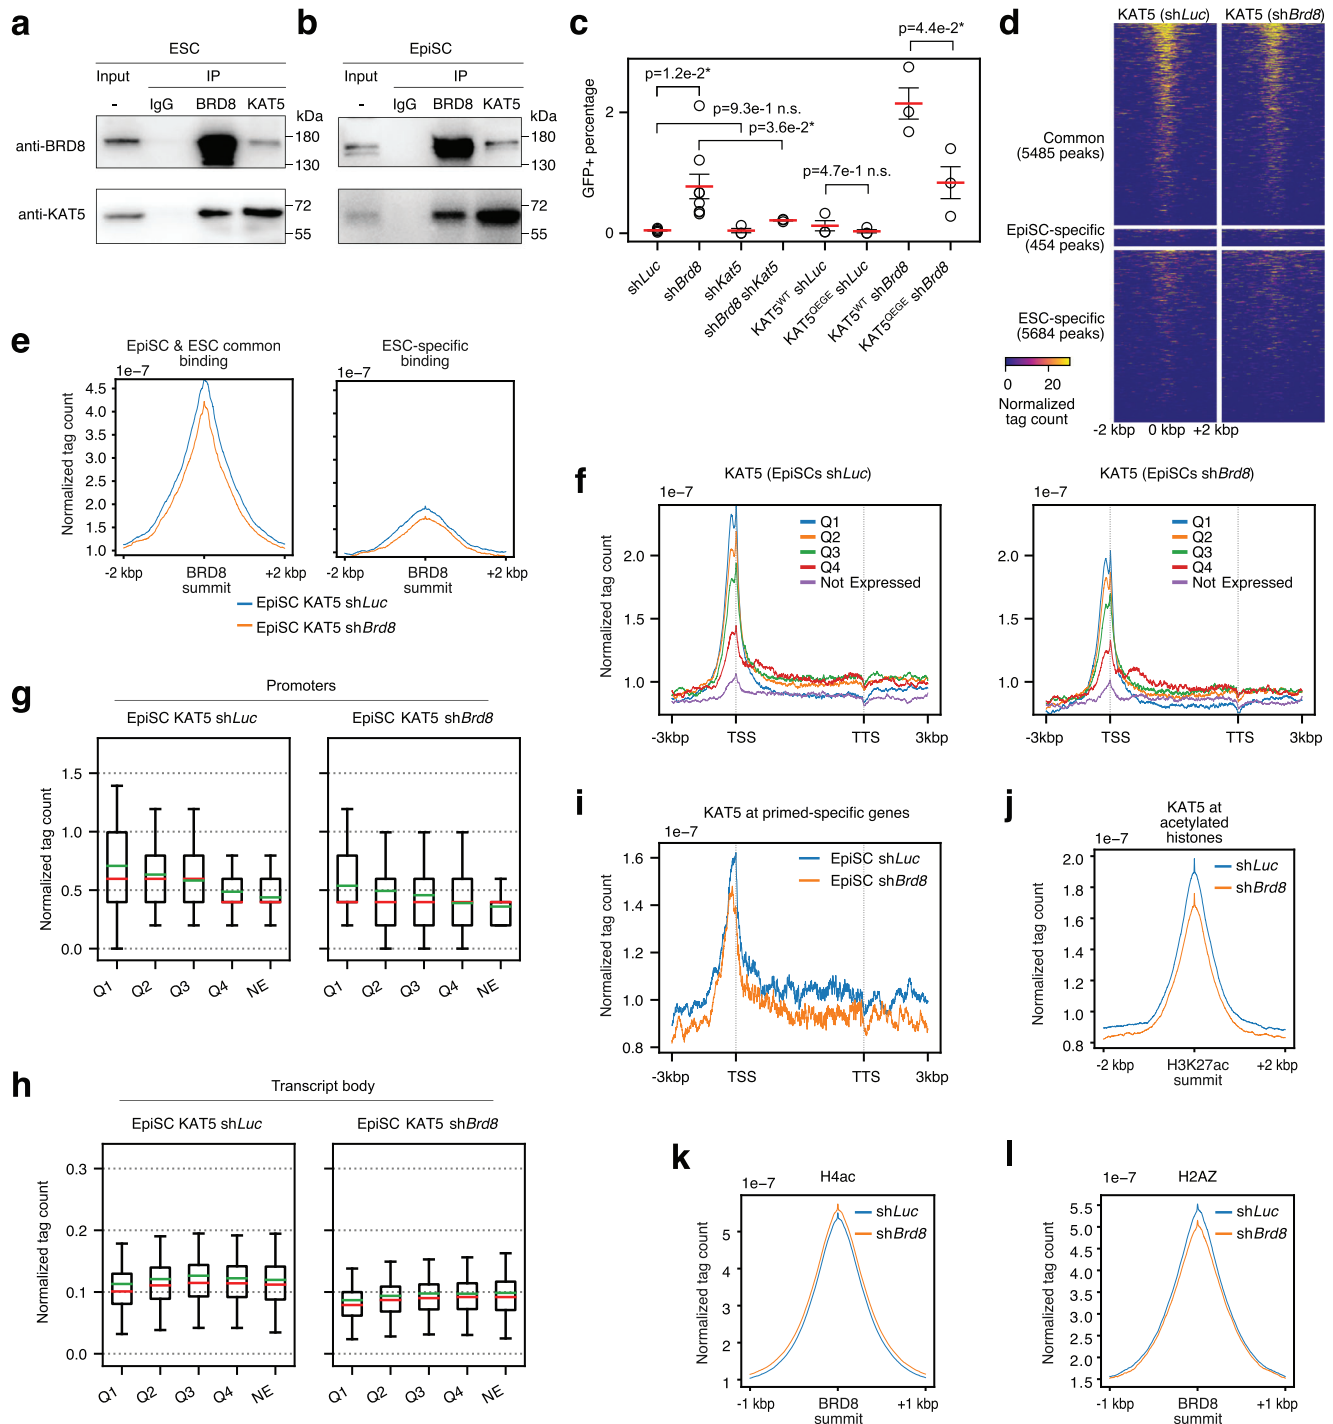 a
ESC
Input
IP
-
IgG
BRD8
KAT5
kDa
anti-BRD8
180
130
anti-KAT5
72
55
b
EpiSC
Input
IP
-
IgG
BRD8
KAT5
kDa
180
130
72
55
c
p=4.4e-2*
p=1.2e-2*
p=9.3e-1 n.s.
p=3.6e-2*
p=4.7e-1 n.s.
GFP+ percentage
2
0
shLuc
shBrd8
shKat5
shBrd8 shKat5
KAT5WT shLuc
KAT5QEGE shLuc
KAT5WT shBrd8
KAT5QEGE shBrd8
d
KAT5 (shLuc)
KAT5 (shBrd8)
Common
(5485 peaks)
EpiSC-specific
(454 peaks)
ESC-specific
(5684 peaks)
0
20
Normalized
tag count
-2 kbp
0 kbp
+2 kbp
e
EpiSC & ESC common
binding
1e−7
Normalized tag count
4.5
4.0
3.5
3.0
2.5
2.0
1.5
1.0
-2 kbp
BRD8
summit
+2 kbp
ESC-specific
binding
1e−7
-2 kbp
BRD8
summit
+2 kbp
EpiSC KAT5 shLuc
EpiSC KAT5 shBrd8
f
KAT5 (EpiSCs shLuc)
1e−7
Normalized tag count
2.0
1.5
1.0
Q1
Q2
Q3
Q4
Not Expressed
-3kbp
TSS
TTS
3kbp
KAT5 (EpiSCs shBrd8)
1e−7
2.0
1.5
1.0
Q1
Q2
Q3
Q4
Not Expressed
-3kbp
TSS
TTS
3kbp
g
Promoters
EpiSC KAT5 shLuc
EpiSC KAT5 shBrd8
Normalized tag count
1.5
1.0
0.5
0.0
Q1
Q2
Q3
Q4
NE
Q1
Q2
Q3
Q4
NE
h
Transcript body
EpiSC KAT5 shLuc
EpiSC KAT5 shBrd8
Normalized tag count
0.3
0.2
0.1
0.0
Q1
Q2
Q3
Q4
NE
Q1
Q2
Q3
Q4
NE
i
KAT5 at primed-specific genes
1e−7
Normalized tag count
1.6
1.4
1.2
1.0
0.8
EpiSC shLuc
EpiSC shBrd8
-3kbp
TSS
TTS
3kbp
j
KAT5 at
acetylated
histones
1e−7
Normalized tag count
2.0
1.8
1.6
1.4
1.2
1.0
0.8
shLuc
shBrd8
-2 kbp
H3K27ac
summit
+2 kbp
k
H4ac
1e−7
Normalized tag count
5
4
3
2
1
shLuc
shBrd8
-1 kbp
BRD8
summit
+1 kbp
l
H2AZ
1e−7
Normalized tag count
5.5
5.0
4.5
4.0
3.5
3.0
2.5
2.0
1.5
shLuc
shBrd8
-1 kbp
BRD8
summit
+1 kbp